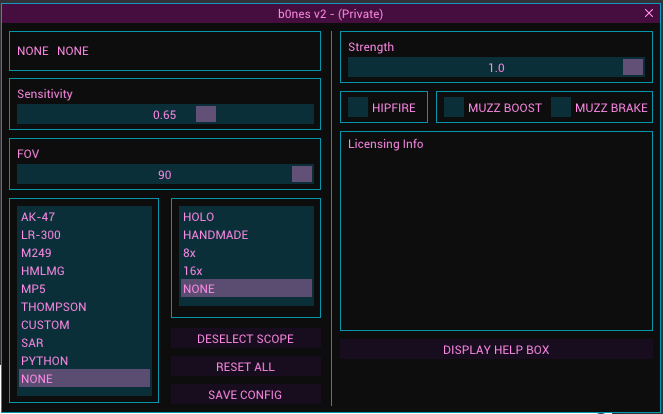 b0nes v2 - (Private)
NONE NONE
Sensitivity
0.65
FOV
90
AK-47
LR-300
M249
HMLMG
MP5
THOMPSON
CUSTOM
SAR
PYTHON
NONE
HOLO
HANDMADE
8x
16x
NONE
DESELECT SCOPE
RESET ALL
SAVE CONFIG
Strength
1.0
HIPFIRE
MUZZ BOOST
MUZZ BRAKE
Licensing Info
DISPLAY HELP BOX